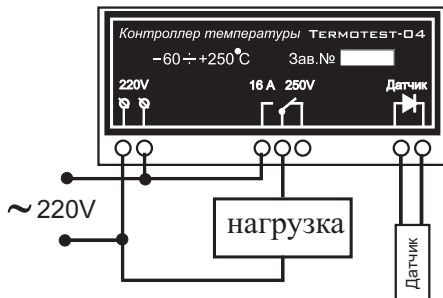 Контроллер температуры TERMOTEST-04
−60÷+250°C Зав.№
220V 16 A 250V Датчик
~ 220V
нагрузка
Датчик